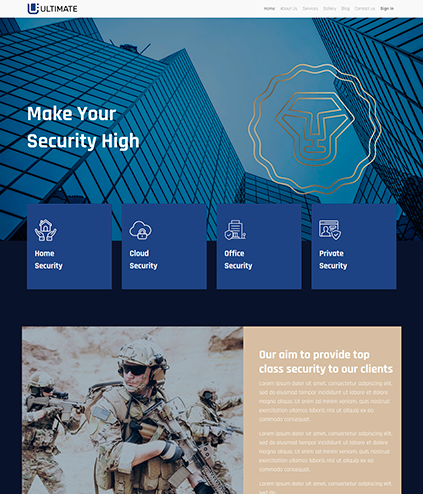 ULTIMATE
Home About Us Services Gallery Blog Contact us Sign in
Make Your
Security High
Home
Security
Cloud
Security
Office
Security
Private
Security
Our aim to provide top
class security to our clients
Lorem ipsum dolor sit amet, consectetur adipiscing elit,
sed do eiusmod tempor incididunt ut labore et dolore
magna aliqua. Ut enim ad minim veniam, quis nostrud
exercitation ullamco laboris nisi ut aliquip ex ea
commodo consequat.
Lorem ipsum dolor sit amet, consectetur adipiscing elit,
sed do eiusmod tempor incididunt ut labore et dolore
magna aliqua. Ut enim ad minim veniam, quis nostrud
exercitation ullamco laboris nisi ut aliquip ex ea
commodo consequat.
Lorem ipsum dolor sit amet, consectetur adipiscing elit,
sed do